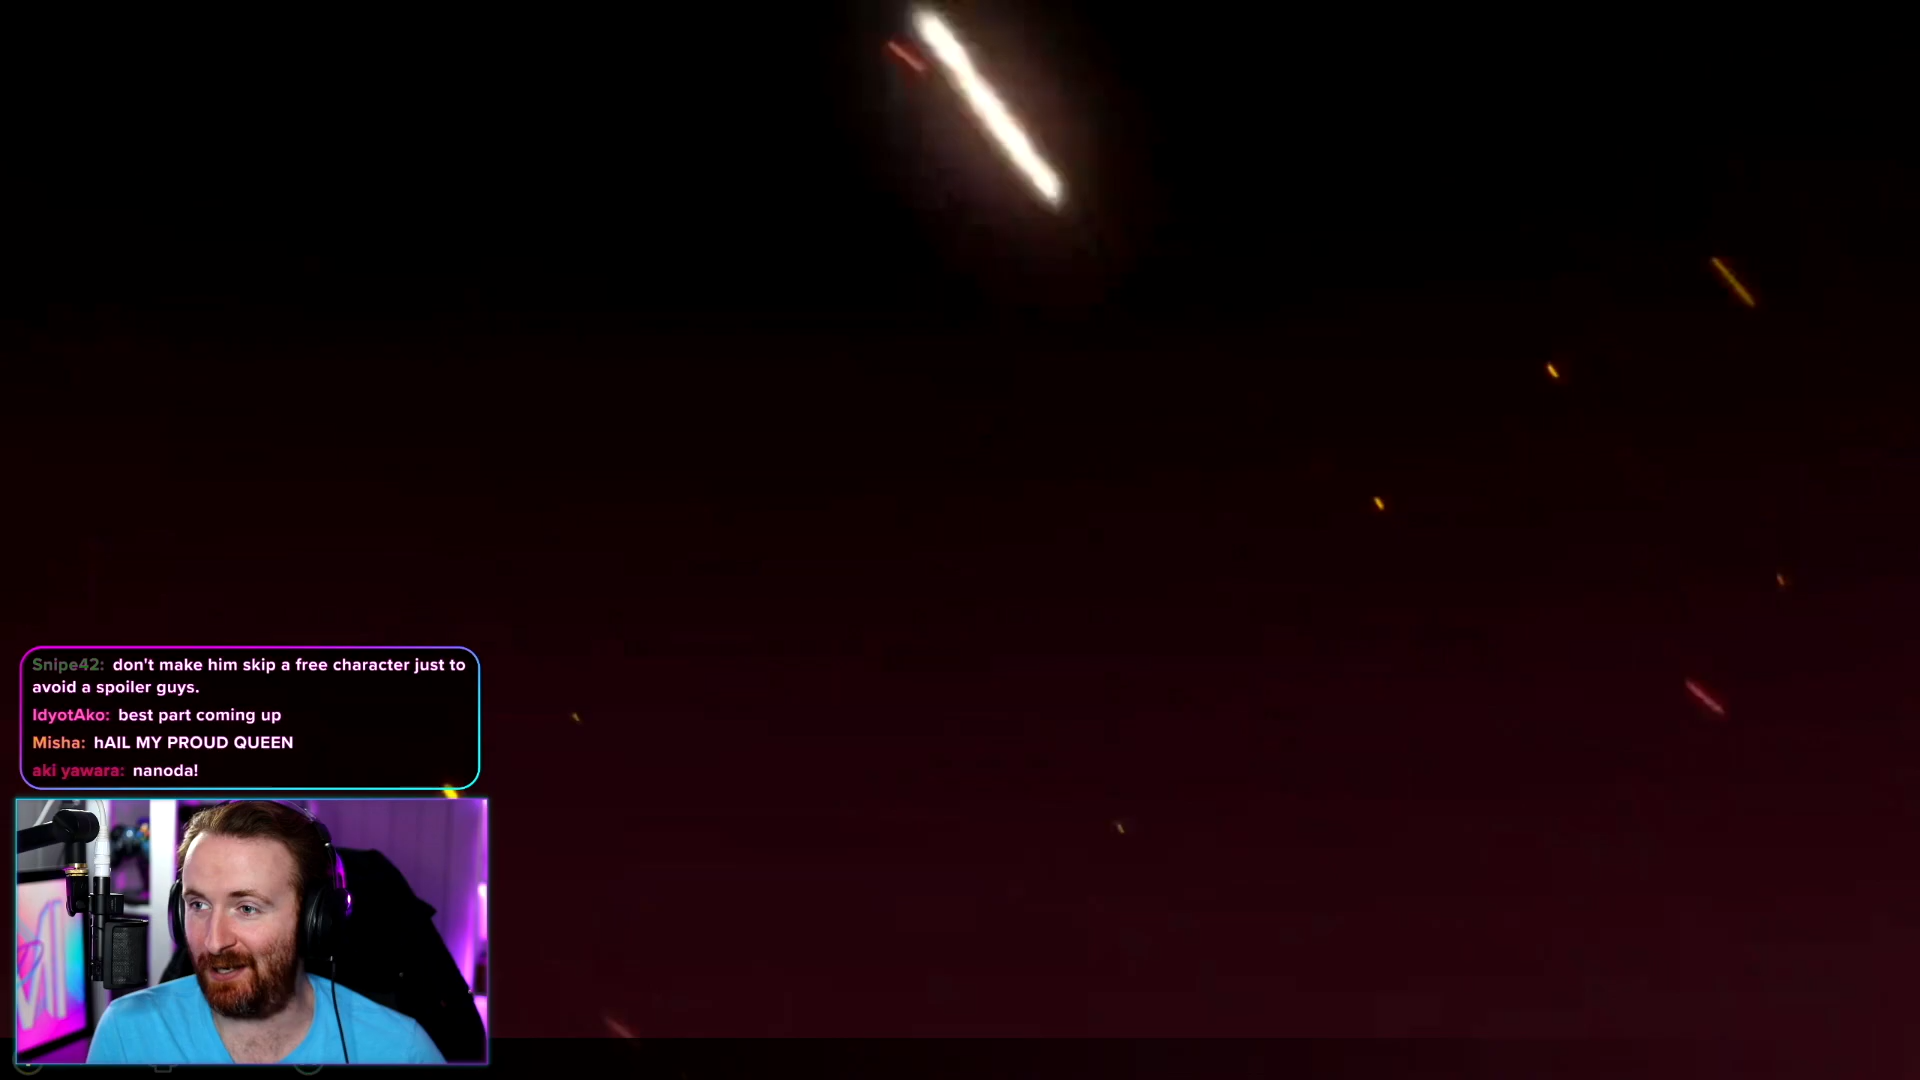 Snipe42: don't make him skip a free character just to
avoid a spoiler guys.
IdyotAko: best part coming up
Misha: hAIL MY PROUD QUEEN
aki yawara: nanoda!